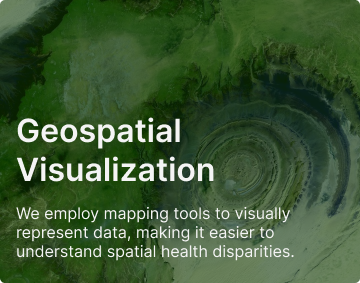 Geospatial
Visualization
We employ mapping tools to visually
represent data, making it easier to
understand spatial health disparities.